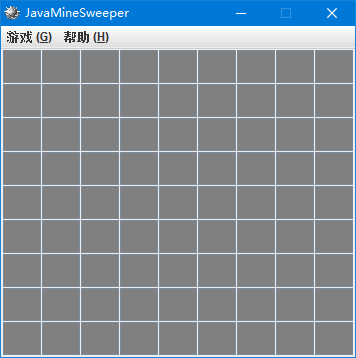 JavaMineSweeper
游戏 (G) 帮助 (H)